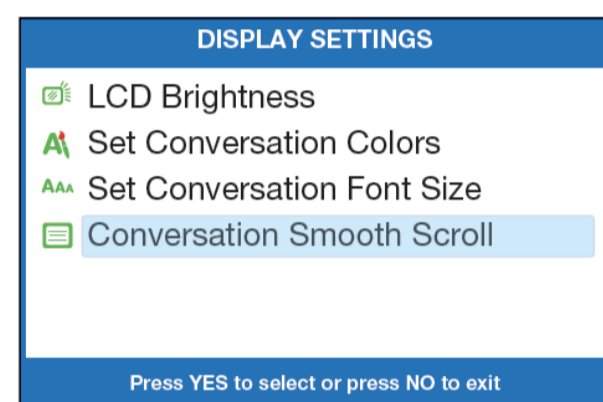 DISPLAY SETTINGS
LCD Brightness
Set Conversation Colors
Set Conversation Font Size
Conversation Smooth Scroll
Press YES to select or press NO to exit